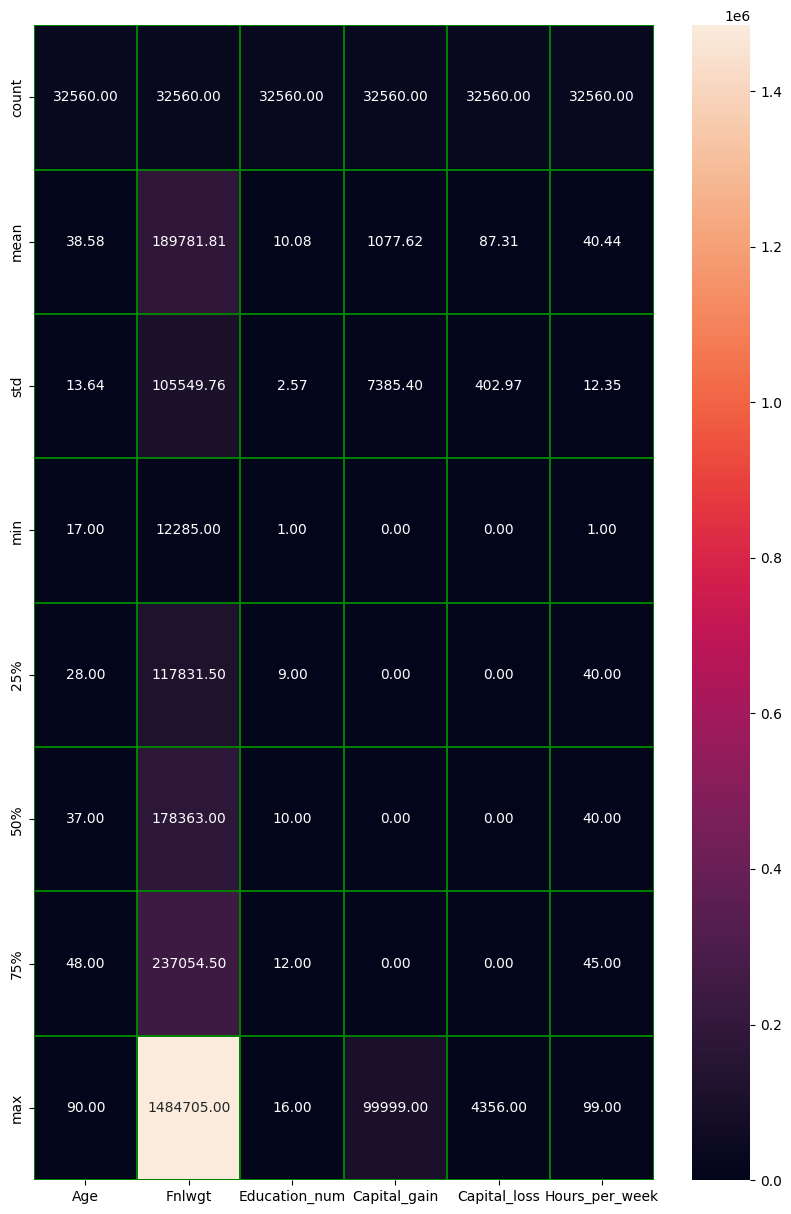 1e6
count 32560.00 32560.00 32560.00 32560.00 32560.00 32560.00
1.4
mean 38.58 189781.81 10.08 1077.62 87.31 40.44
1.2
std 13.64 105549.76 2.57 7385.40 402.97 12.35
1.0
min 17.00 12285.00 1.00 0.00 0.00 1.00
0.8
25% 28.00 117831.50 9.00 0.00 0.00 40.00
0.6
50% 37.00 178363.00 10.00 0.00 0.00 40.00
0.4
75% 48.00 237054.50 12.00 0.00 0.00 45.00
0.2
max 90.00 1484705.00 16.00 99999.00 4356.00 99.00
0.0
Age Fnlwgt Education_num Capital_gain Capital_loss Hours_per_week